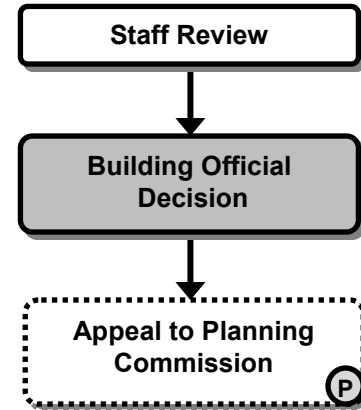 Staff Review
Building Official
Decision
Appeal to Planning
Commission
P